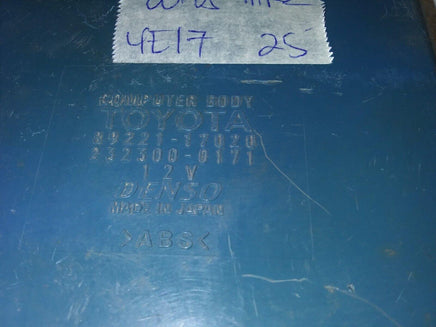 4E17 25
COMPUTER BODY
TOYOTA
89221-17020
232300-0171
12V
DENSO
MADE IN JAPAN
>ABS<